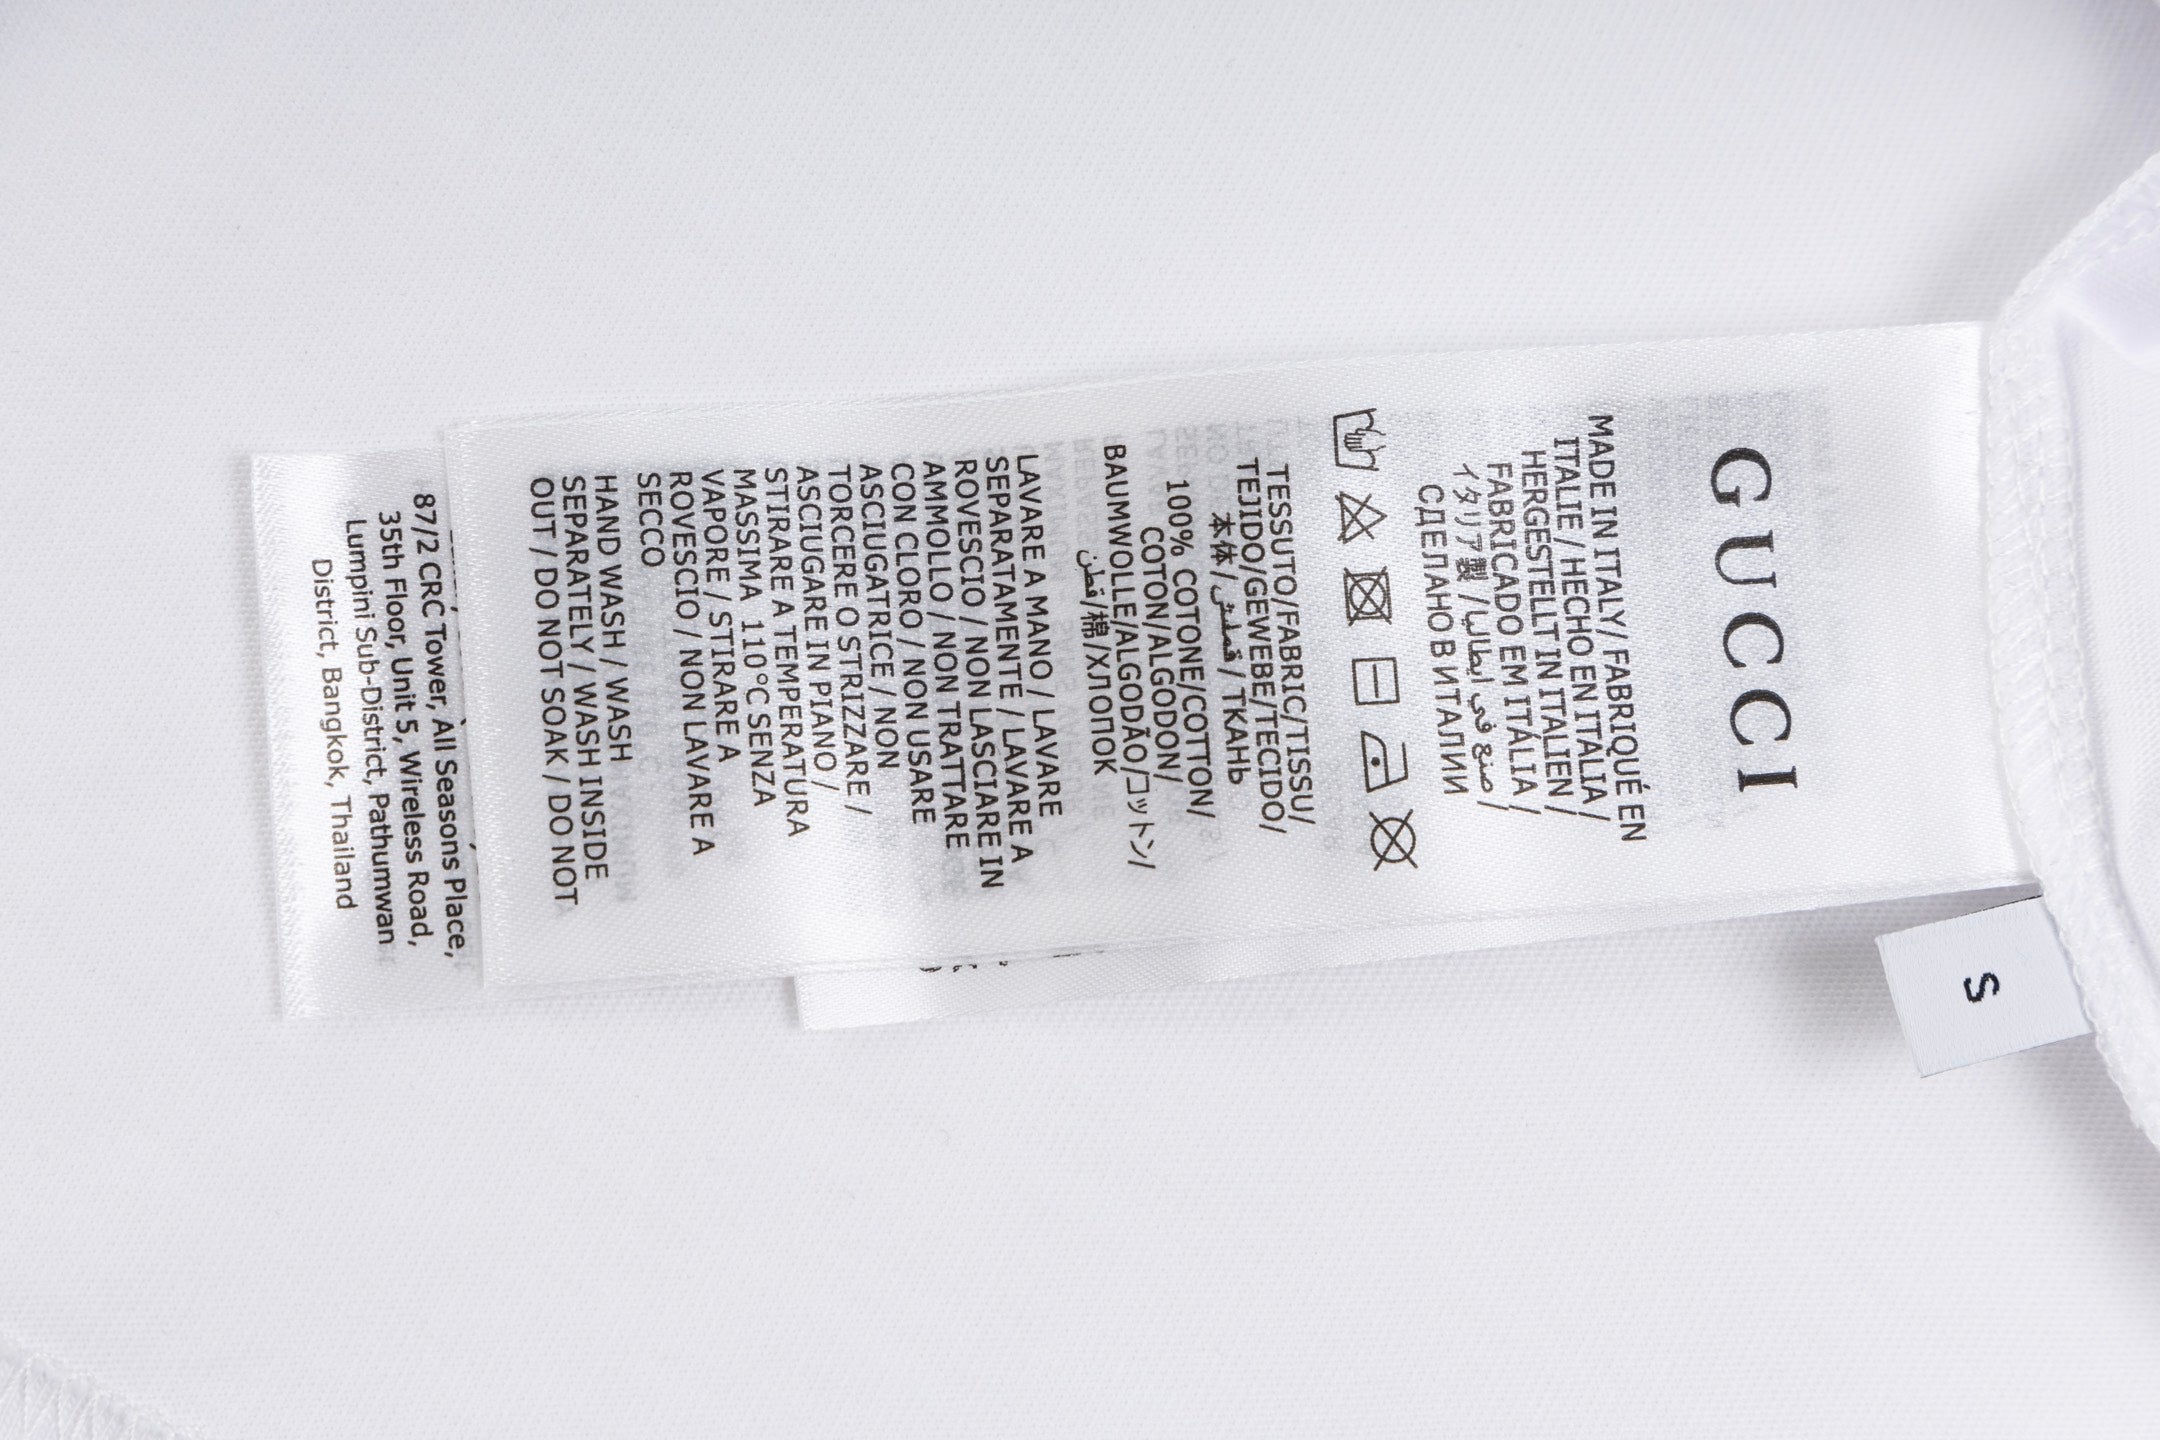 GUCCI
MADE IN ITALY/ FABRIQUÉ EN
ITALIE / HECHO EN ITALIA /
HERGESTELLT IN ITALIEN /
FABRICADO EM ITÁLIA /
イタリア製 / صنع في ايطاليا /
СДЕЛАНО В ИТАЛИИ
TESSUTO/FABRIC/TISSU/
TEJIDO/GEWEBE/TECIDO/
本体 / قماش / ТКАНЬ
100% COTONE/COTTON/
COTON/ALGODON/
BAUMWOLLE/ALGODÃO/コットン/
قطن/棉/ХЛОПОК
LAVARE A MANO / LAVARE
SEPARATAMENTE / LAVARE A
ROVESCIO / NON LASCIARE IN
AMMOLLO / NON TRATTARE
CON CLORO / NON USARE
ASCIUGATRICE / NON
TORCERE O STRIZZARE /
ASCIUGARE IN PIANO /
STIRARE A TEMPERATURA
MASSIMA 110°C SENZA
VAPORE / STIRARE A
ROVESCIO / NON LAVARE A
SECCO
HAND WASH / WASH
SEPARATELY / WASH INSIDE
OUT / DO NOT SOAK / DO NOT
87/2 CRC Tower, All Seasons Place,
35th Floor, Unit 5, Wireless Road,
Lumpini Sub-District, Pathumwan
District, Bangkok, Thailand
S